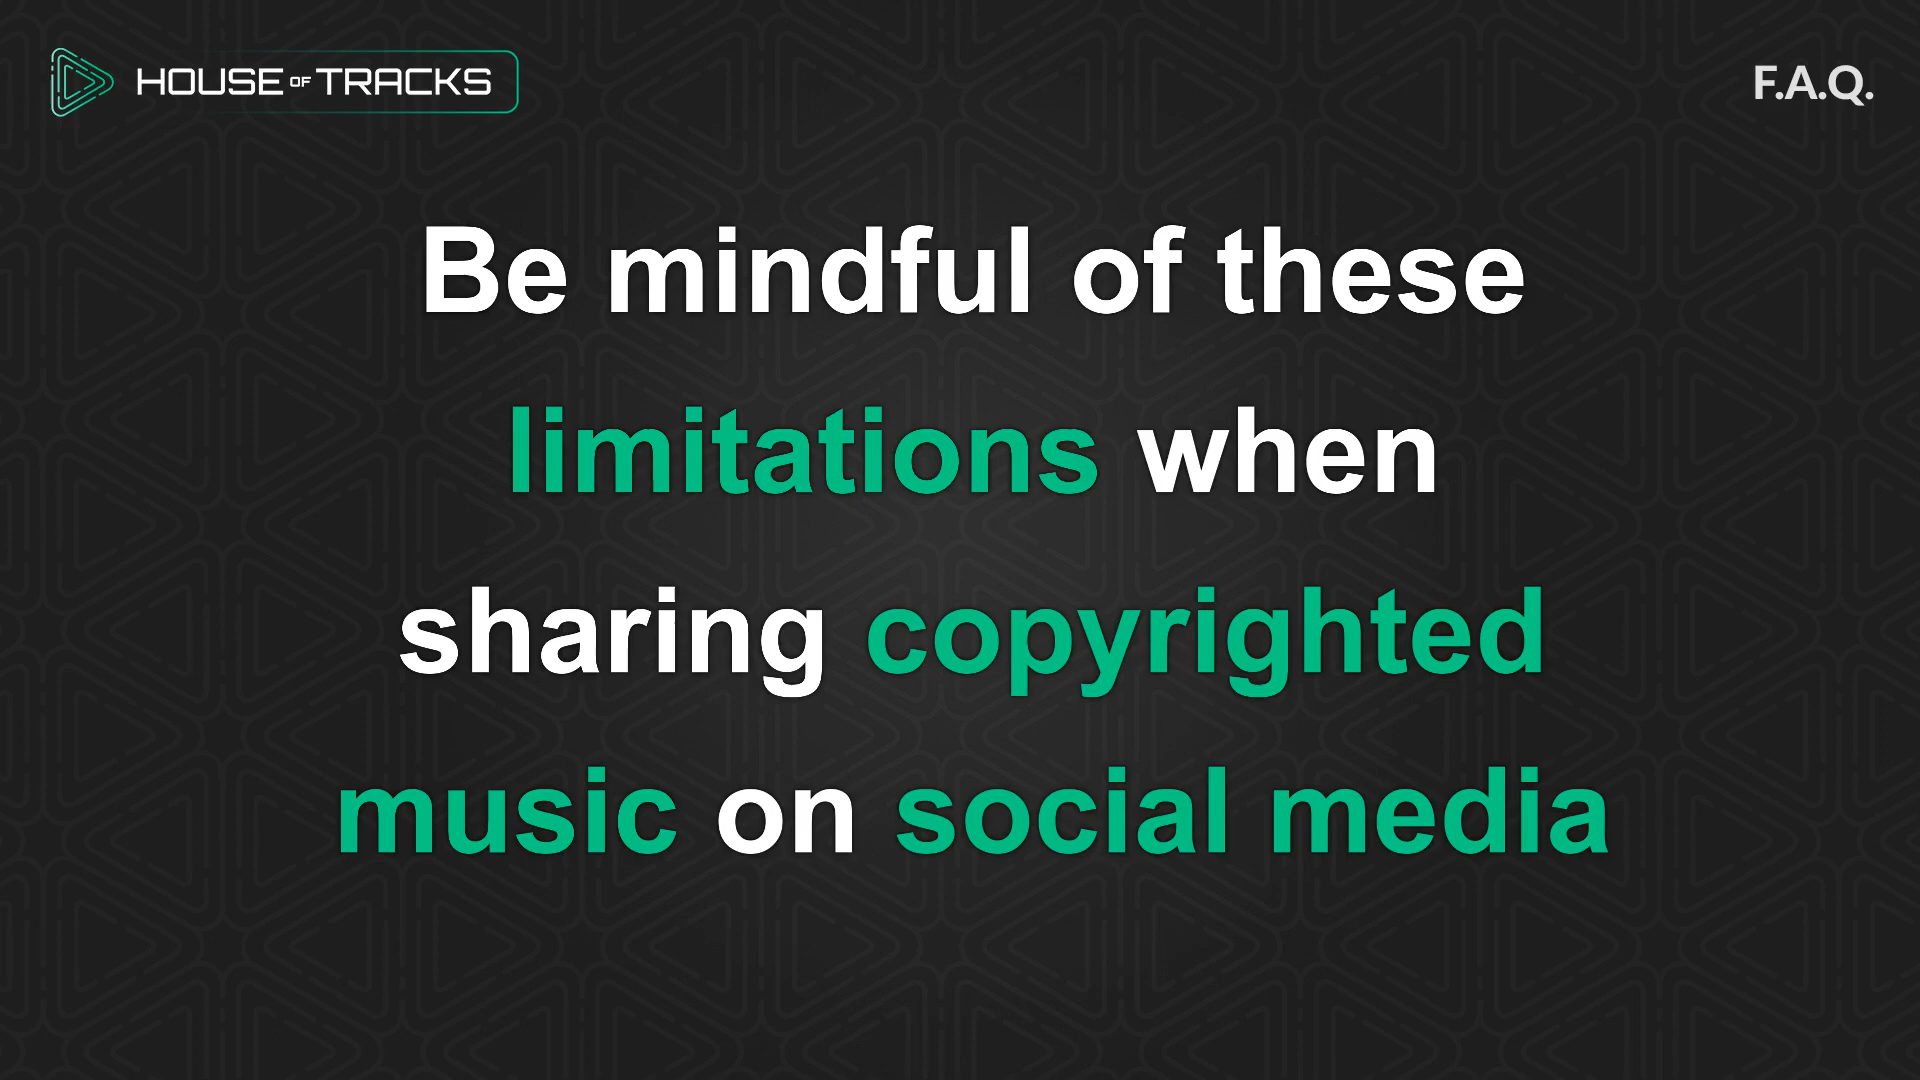 HOUSE OF TRACKS
F.A.Q.
Be mindful of these
limitations when
sharing copyrighted
music on social media